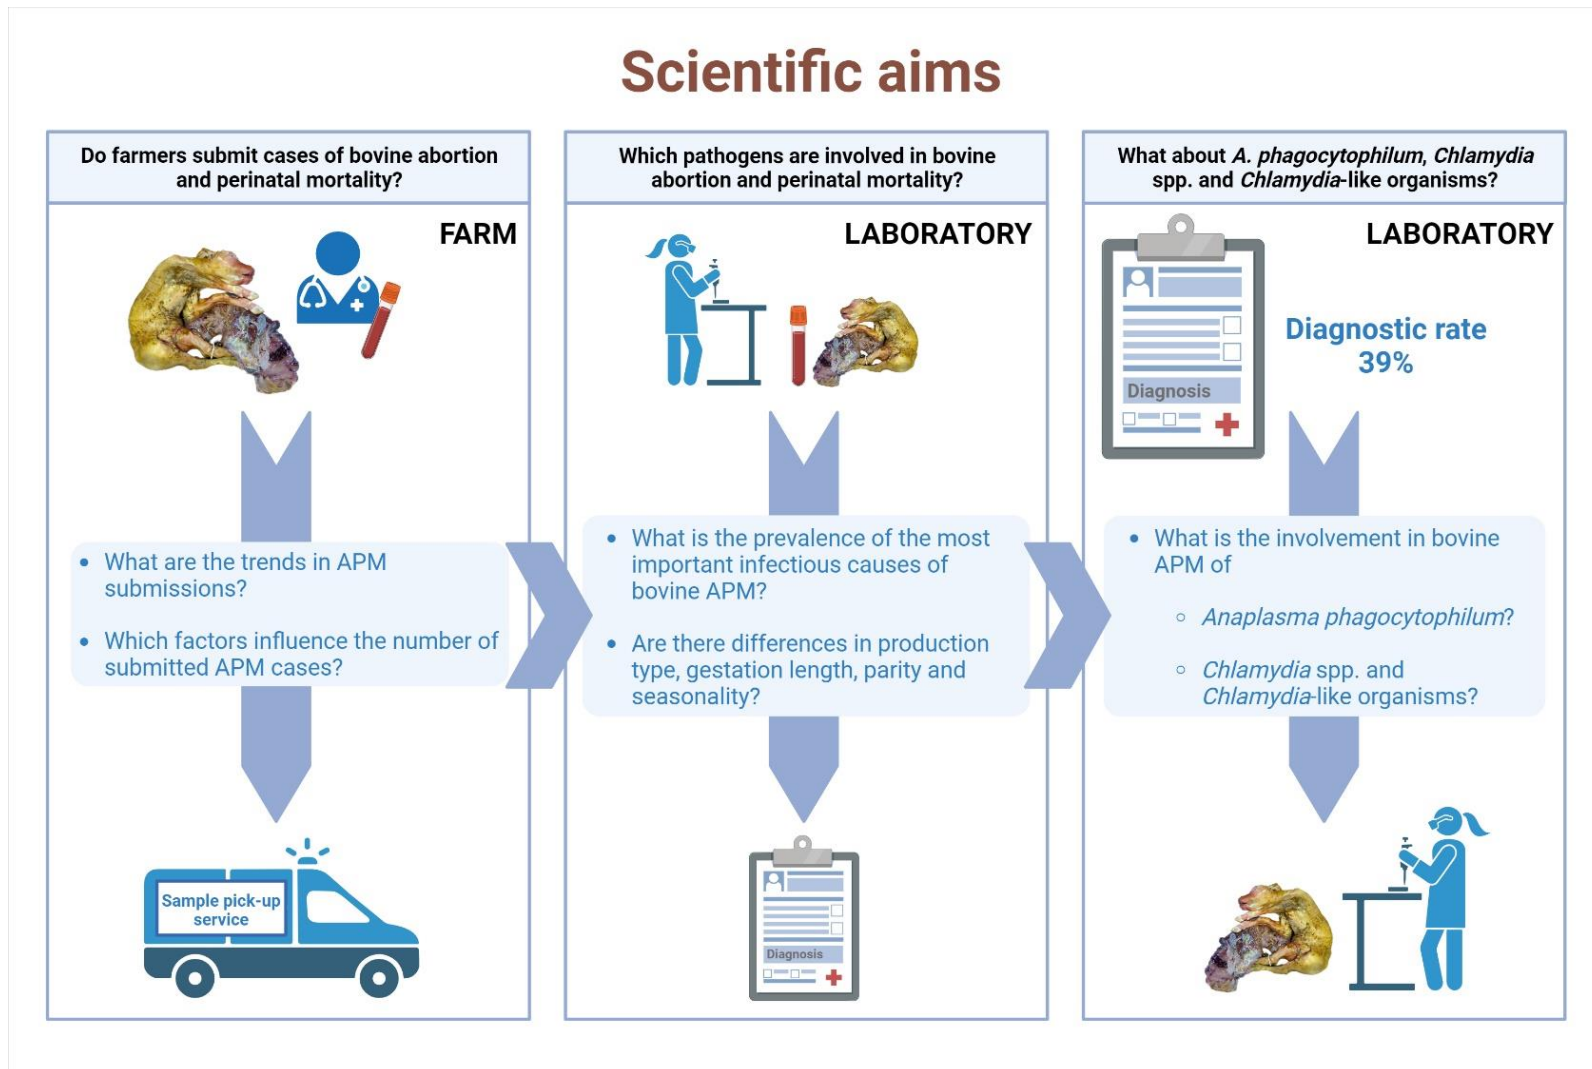 Scientific aims
Do farmers submit cases of bovine abortion
and perinatal mortality?
FARM
• What are the trends in APM
submissions?
• Which factors influence the number of
submitted APM cases?
Sample pick-up
service
Which pathogens are involved in bovine
abortion and perinatal mortality?
LABORATORY
• What is the prevalence of the most
important infectious causes of
bovine APM?
• Are there differences in production
type, gestation length, parity and
seasonality?
Diagnosis
What about A. phagocytophilum, Chlamydia
spp. and Chlamydia-like organisms?
LABORATORY
Diagnosis
Diagnostic rate
39%
• What is the involvement in bovine
APM of
○ Anaplasma phagocytophilum?
○ Chlamydia spp. and
Chlamydia-like organisms?